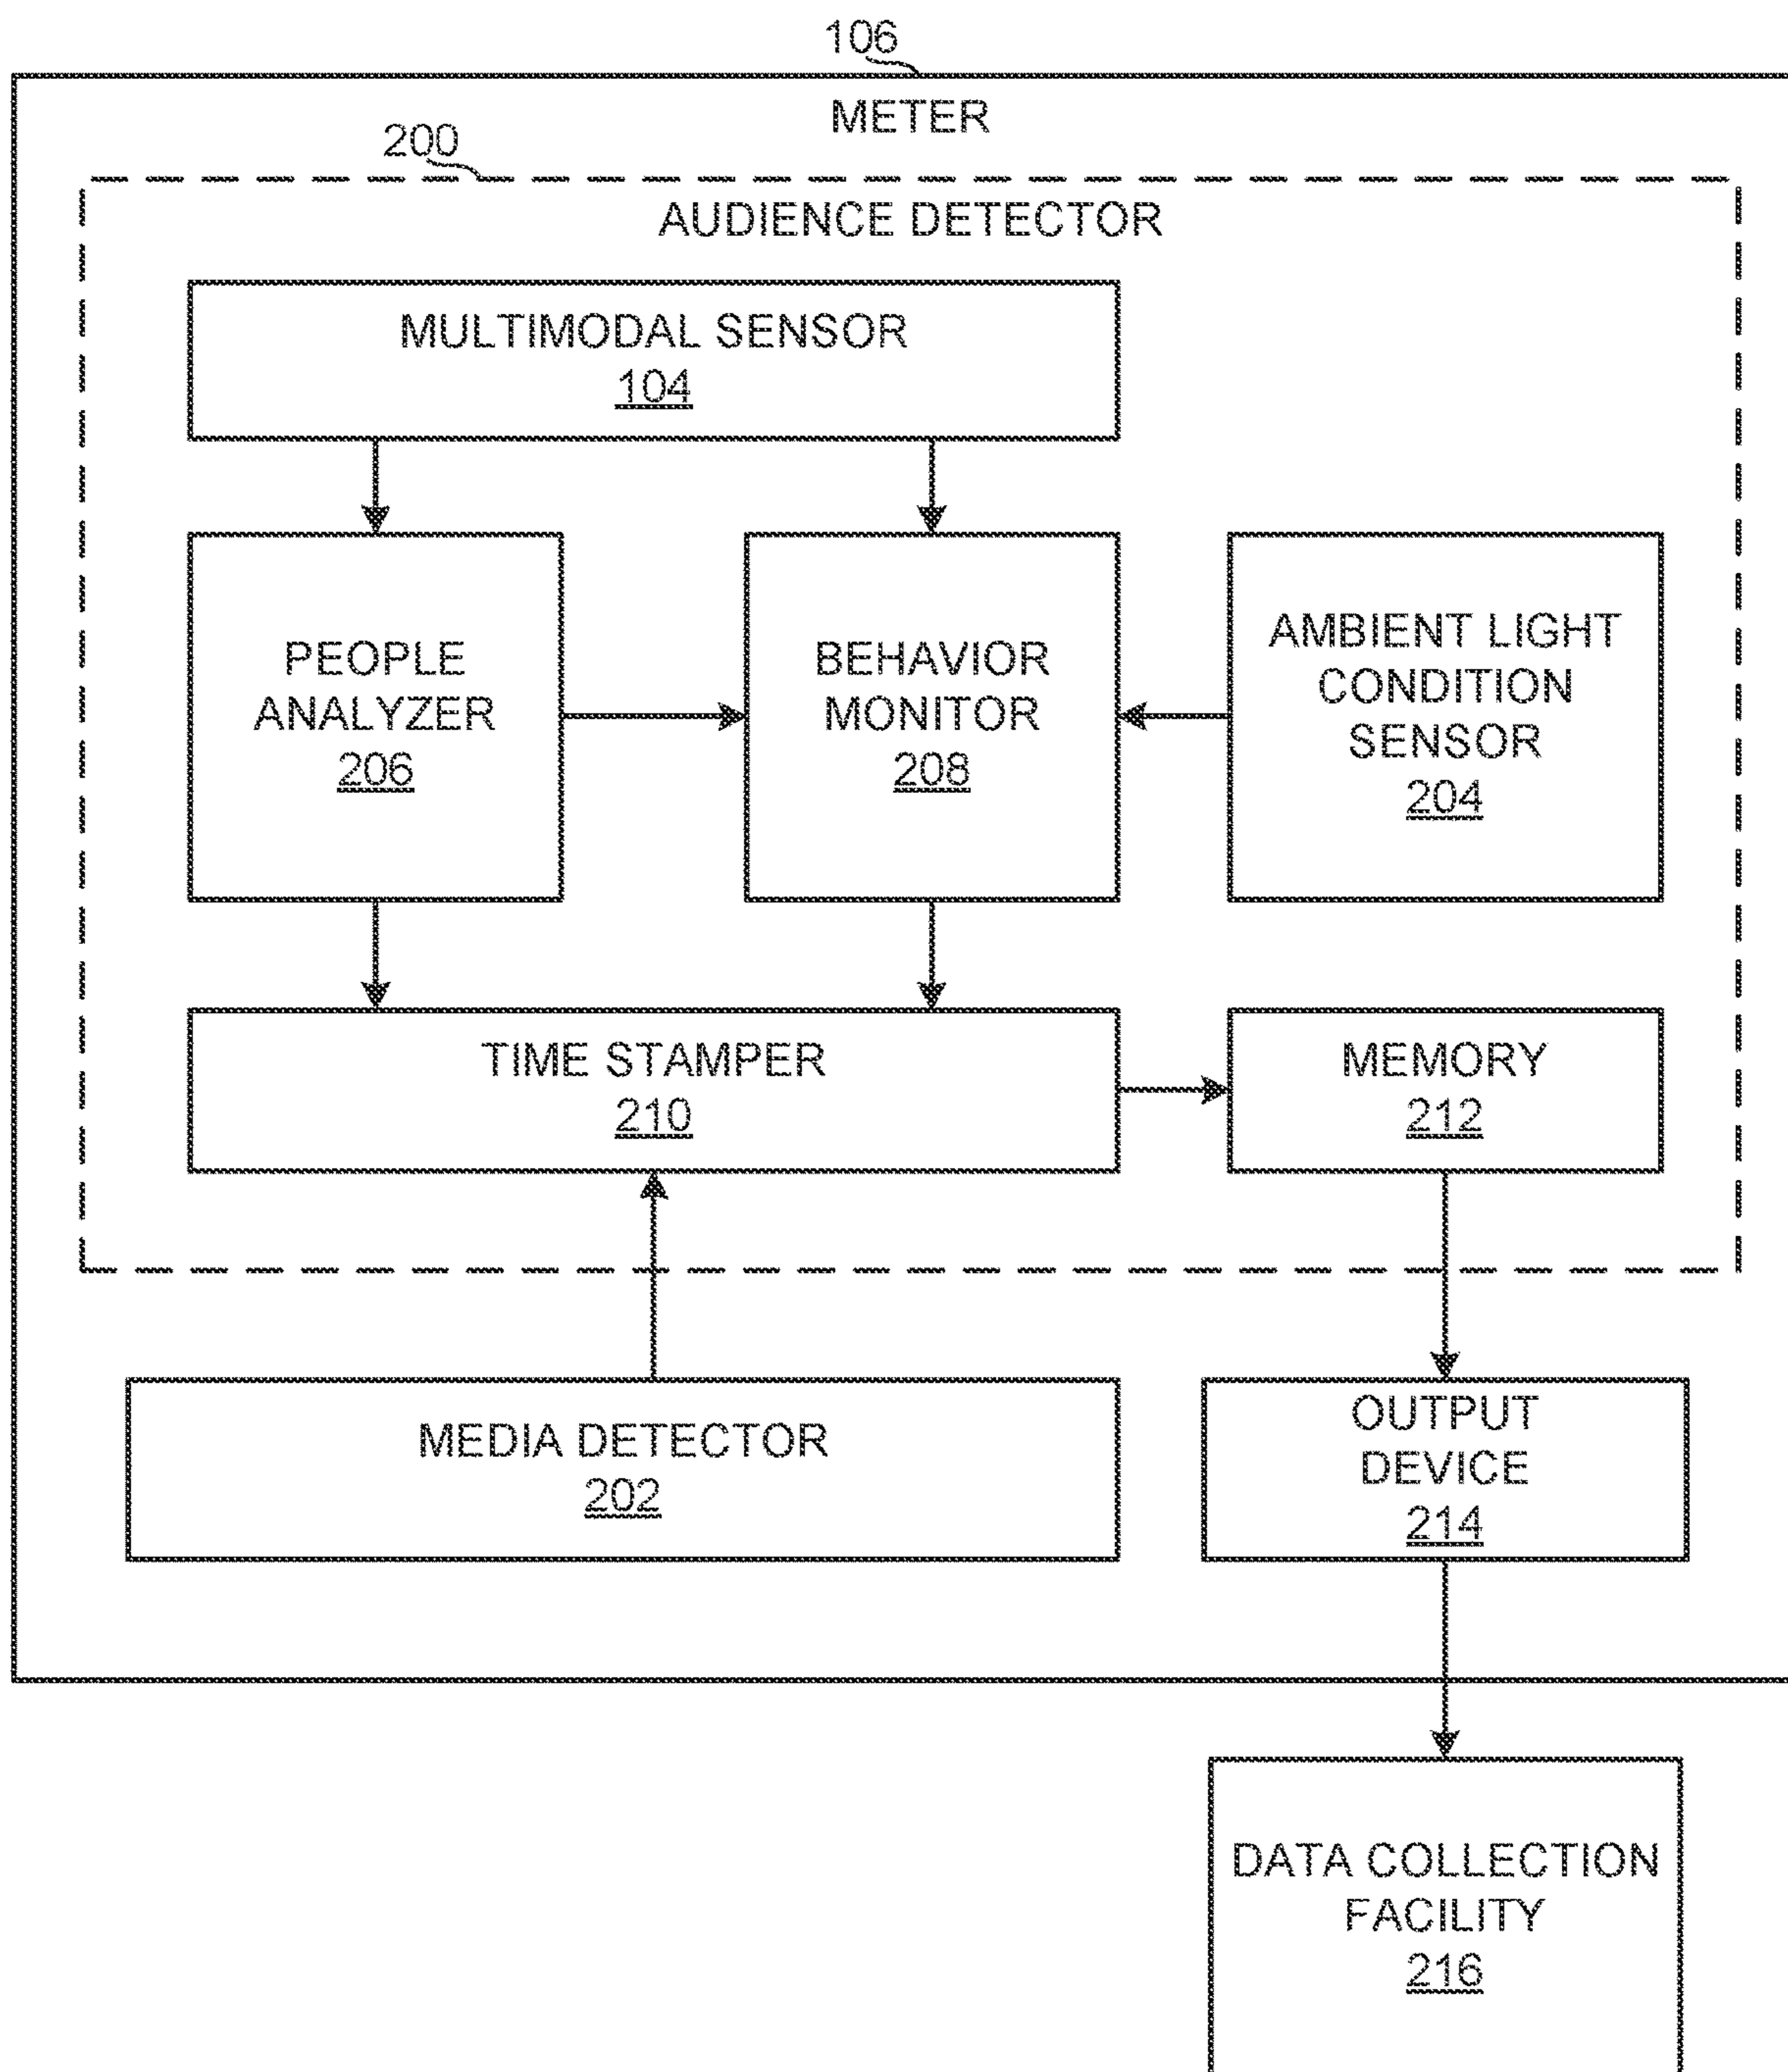 106
METER
200
AUDIENCE DETECTOR
MULTIMODAL SENSOR
104
PEOPLE
ANALYZER
206
BEHAVIOR
MONITOR
208
AMBIENT LIGHT
CONDITION
SENSOR
204
TIME STAMPER
210
MEMORY
212
MEDIA DETECTOR
202
OUTPUT
DEVICE
214
DATA COLLECTION
FACILITY
216